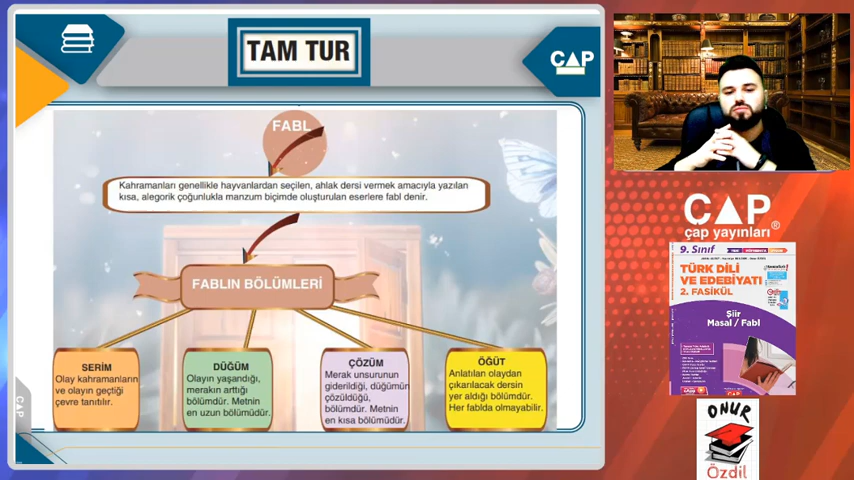 TAM TUR
ÇAP
FABL
Kahramanları genellikle hayvanlardan seçilen, ahlak dersi vermek amacıyla yazılan
kısa, alegorik çoğunlukla manzum biçimde oluşturulan eserlere fabl denir.
FABLIN BÖLÜMLERİ
SERİM
Olay kahramanların
ve olayın geçtiği
çevre tanıtılır.
DÜĞÜM
Olayın yaşandığı,
merakın arttığı
bölümdür. Metnin
en uzun bölümüdür.
ÇÖZÜM
Merak unsurunun
giderildiği, düğümün
çözüldüğü,
bölümdür. Metnin
en kısa bölümüdür.
ÖĞÜT
Anlatılan olaydan
çıkarılacak dersin
yer aldığı bölümdür.
Her fablda olmayabilir.
ÇAP
ÇAP
çap yayınları®
9. Sınıf
TÜRK DİLİ
VE EDEBİYATI
2. FASİKÜL
Şiir
Masal / Fabl
ÇAP
ONUR
Özdil